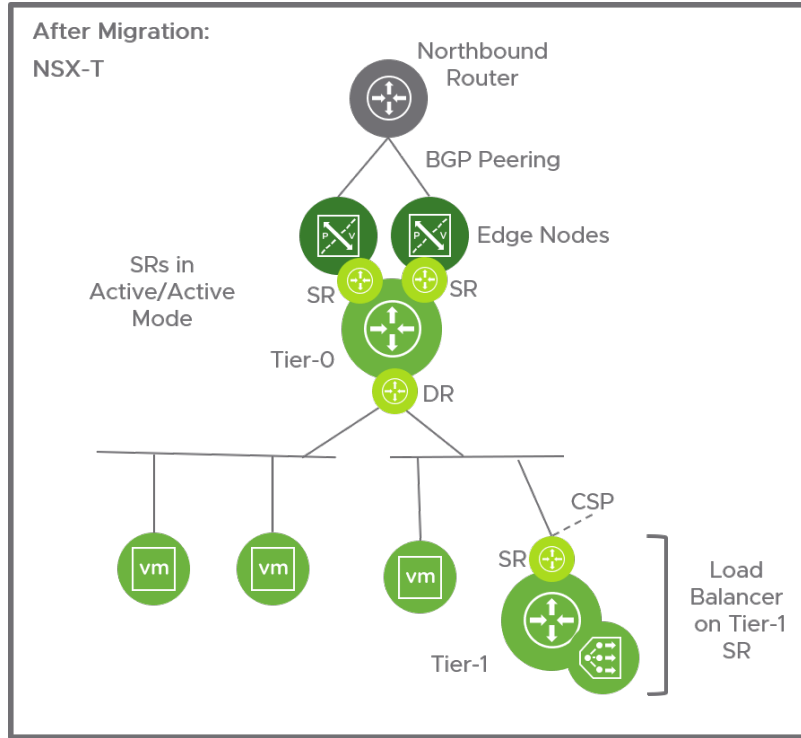 After Migration:
NSX-T
Northbound
Router
BGP Peering
P V
P V
Edge Nodes
SRs in
Active/Active
Mode
SR
SR
Tier-0
DR
CSP
vm
vm
vm
SR
Tier-1
Load
Balancer
on Tier-1
SR